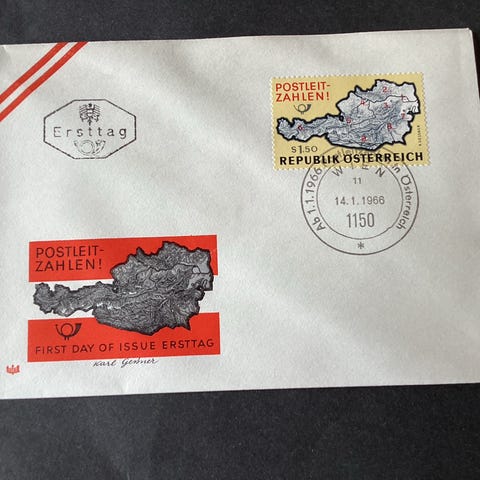 Ersttag
POSTLEIT-
ZAHLEN!
S1.50
REPUBLIK ÖSTERREICH
Ab 1.1.1966 in Österreich
WIEN
11
14.1.1966
1150
*
POSTLEIT-
ZAHLEN!
FIRST DAY OF ISSUE ERSTTAG
Karl Geßner